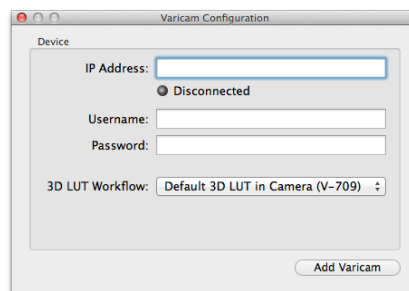 Varicam Configuration
Device
IP Address:
Disconnected
Username:
Password:
3D LUT Workflow: Default 3D LUT in Camera (V-709)
Add Varicam